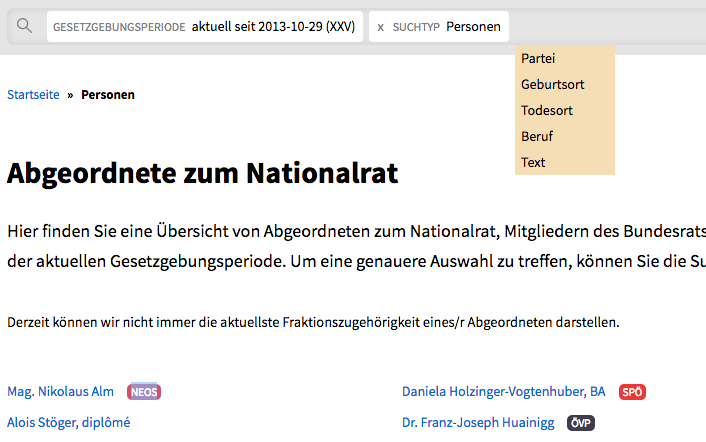 GESETZGEBUNGSPERIODE aktuell seit 2013-10-29 (XXV) x SUCHTYP Personen
Partei
Geburtsort
Todesort
Beruf
Text
Startseite » Personen
Abgeordnete zum Nationalrat
Hier finden Sie eine Übersicht von Abgeordneten zum Nationalrat, Mitgliedern des Bundesrats
der aktuellen Gesetzgebungsperiode. Um eine genauere Auswahl zu treffen, können Sie die Su
Derzeit können wir nicht immer die aktuellste Fraktionszugehörigkeit eines/r Abgeordneten darstellen.
Mag. Nikolaus Alm NEOS
Daniela Holzinger-Vogtenhuber, BA SPÖ
Alois Stöger, diplômé
Dr. Franz-Joseph Huainigg ÖVP